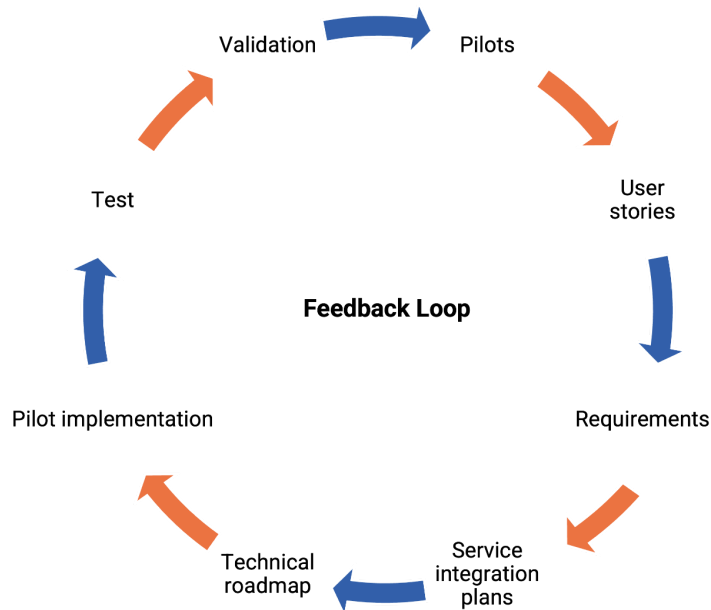 Validation
Pilots
User
stories
Requirements
Service
integration
plans
Technical
roadmap
Pilot implementation
Test
Feedback Loop